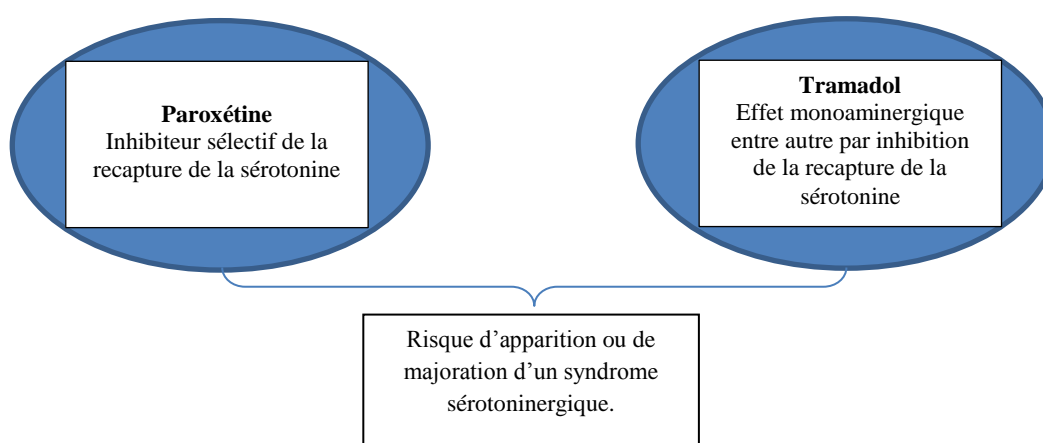 Paroxétine
Inhibiteur sélectif de la
recapture de la sérotonine
Tramadol
Effet monoaminergique
entre autre par inhibition
de la recapture de la
sérotonine
Risque d’apparition ou de
majoration d’un syndrome
sérotoninergique.